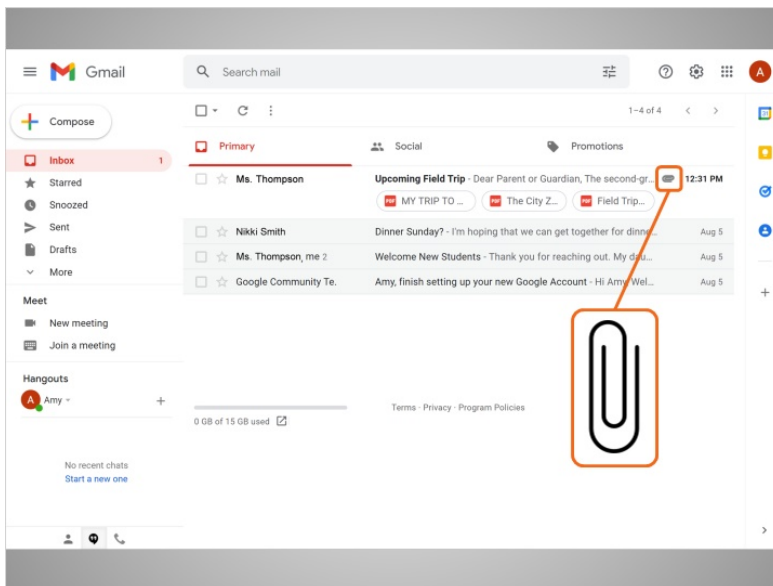 Gmail
Search mail
A
Compose
1–4 of 4
Primary
Social
Promotions
Inbox 1
Starred
Snoozed
Sent
Drafts
More
Ms. Thompson Upcoming Field Trip - Dear Parent or Guardian, The second-gr... 12:31 PM
PDF MY TRIP TO ... PDF The City Z... PDF Field Trip...
Nikki Smith Dinner Sunday? - I'm hoping that we can get together for dinne... Aug 5
Ms. Thompson, me 2 Welcome New Students - Thank you for reaching out. My dau... Aug 5
Google Community Te. Amy, finish setting up your new Google Account - Hi Amy Wel... Aug 5
Meet
New meeting
Join a meeting
Hangouts
A Amy
No recent chats
Start a new one
0 GB of 15 GB used
Terms · Privacy · Program Policies